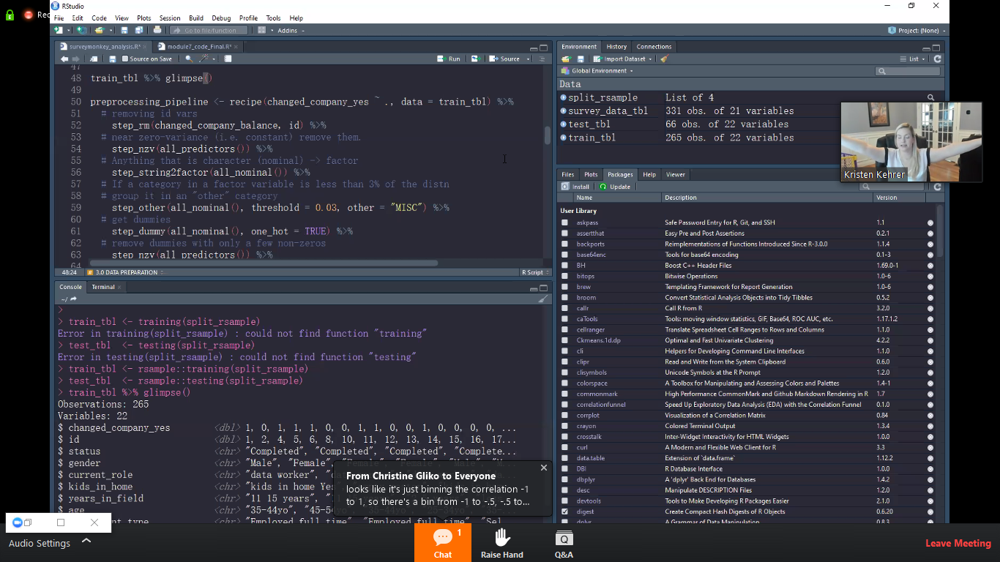 RStudio
Rec
File Edit Code View Plots Session Build Debug Profile Tools Help
Go to file/function
Addins
Project: (None)
surveymonkey_analysis.R*
module7_code_Final.R*
Source on Save
Run
Source
47
48 train_tbl %>% glimpse()
49
50 preprocessing_pipeline <- recipe(changed_company_yes ~ ., data = train_tbl) %>%
51 # removing id vars
52 step_rm(changed_company_balance, id) %>%
53 # near zero-variance (i.e. constant) remove them.
54 step_nzv(all_predictors()) %>%
55 # Anything that is character (nominal) -> factor
56 step_string2factor(all_nominal()) %>%
57 # If a category in a factor variable is less than 3% of the distn
58 # group it in an "other" category
59 step_other(all_nominal(), threshold = 0.03, other = "MISC") %>%
60 # get dummies
61 step_dummy(all_nominal(), one_hot = TRUE) %>%
62 # remove dummies with only a few non-zeros
63 step_nzv(all_predictors()) %>%
64
48:24
# 3.0 DATA PREPARATION
R Script
Console Terminal
~/
>
> train_tbl <- training(split_rsample)
Error in training(split_rsample) : could not find function "training"
> test_tbl <- testing(split_rsample)
Error in testing(split_rsample) : could not find function "testing"
> train_tbl <- rsample::training(split_rsample)
> test_tbl <- rsample::testing(split_rsample)
> train_tbl %>% glimpse()
Observations: 265
Variables: 22
$ changed_company_yes <dbl> 1, 0, 1, 1, 1, 0, 0, 1, 1, 0, 0, 1, 0, 0, 0, 0, ...
$ id <dbl> 1, 2, 4, 5, 6, 8, 10, 11, 12, 13, 14, 15, 16, 17...
$ status <chr> "Completed", "Completed", "Completed", "Complete...
$ gender <chr> "Male", "Female",
$ current_role <chr> "data worker", "da
$ kids_in_home <chr> "kids in home Yes
$ years_in_field <chr> "11 15 years", "1
$ age <chr> "35-44yo", "45-54
<chr> "Employed full time", "Employed full time", "Sel
From Christine Gliko to Everyone
looks like it's just binning the correlation -1
to 1, so there's a bin from -1 to -.5, -.5 to...
Environment History Connections
Import Dataset
List
Global Environment
Data
split_rsample List of 4
survey_data_tbl 331 obs. of 21 variables
test_tbl 66 obs. of 22 variables
train_tbl 265 obs. of 22 variables
Kristen Kehrer
Files Plots Packages Help Viewer
Install Update
Name Description Version
User Library
askpass Safe Password Entry for R, Git, and SSH 1.1
assertthat Easy Pre and Post Assertions 0.2.1
backports Reimplementations of Functions Introduced Since R-3.0.0 1.1.4
base64enc Tools for base64 encoding 0.1-3
BH Boost C++ Header Files 1.69.0-1
bitops Bitwise Operations 1.0-6
brew Templating Framework for Report Generation 1.0-6
broom Convert Statistical Analysis Objects into Tidy Tibbles 0.5.2
callr Call R from R 3.2.0
caTools Tools: moving window statistics, GIF, Base64, ROC AUC, etc. 1.17.1.2
cellranger Translate Spreadsheet Cell Ranges to Rows and Columns 1.1.0
Ckmeans.1d.dp Optimal and Fast Univariate Clustering 4.2.2
cli Helpers for Developing Command Line Interfaces 1.1.0
clipr Read and Write from the System Clipboard 0.6.0
clisymbols Unicode Symbols at the R Prompt 1.2.0
colorspace A Toolbox for Manipulating and Assessing Colors and Palettes 1.4-1
commonmark High Performance CommonMark and Github Markdown Rendering in R 1.7
correlationfunnel Speed Up Exploratory Data Analysis (EDA) with the Correlation Funnel 0.1.0
corrplot Visualization of a Correlation Matrix 0.84
crayon Colored Terminal Output 1.3.4
crosstalk Inter-Widget Interactivity for HTML Widgets 1.0.0
curl A Modern and Flexible Web Client for R 3.3
data.table Extension of `data.frame` 1.12.2
DBI R Database Interface 1.0.0
dbplyr A 'dplyr' Back End for Databases 1.4.2
desc Manipulate DESCRIPTION Files 1.2.0
devtools Tools to Make Developing R Packages Easier 2.1.0
digest Create Compact Hash Digests of R Objects 0.6.20
dplyr A Grammar of Data Manipulation 0.8.3
Audio Settings
1
Chat
Raise Hand
Q&A
Leave Meeting